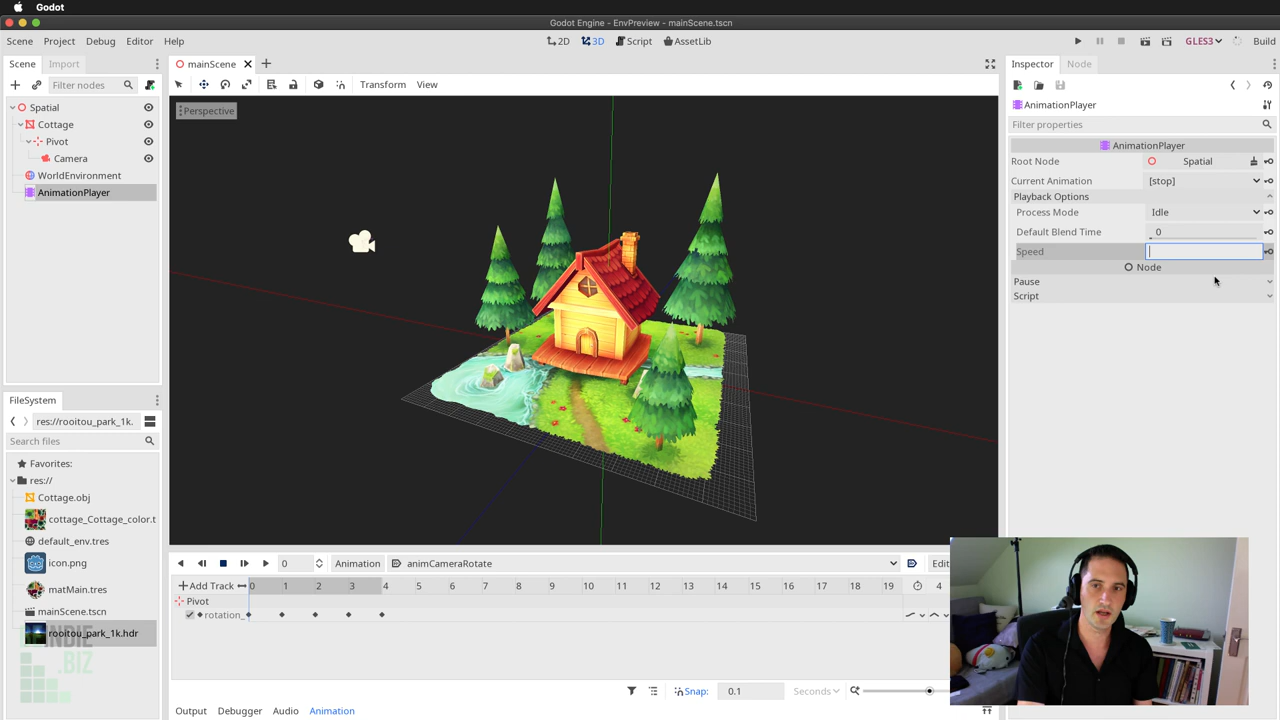 Godot
Godot Engine - EnvPreview - mainScene.tscn
Scene Project Debug Editor Help
2D 3D Script AssetLib
GLES3 Build
Scene Import
mainScene
Inspector Node
Filter nodes
Transform View
AnimationPlayer
Perspective
Spatial
Cottage
Pivot
Camera
WorldEnvironment
AnimationPlayer
Filter properties
AnimationPlayer
Root Node Spatial
Current Animation [stop]
Playback Options
Process Mode Idle
Default Blend Time 0
Speed
Node
Pause
Script
FileSystem
res://rooitou_park_1k.
Search files
Favorites:
res://
Cottage.obj
cottage_Cottage_color.t
default_env.tres
icon.png
matMain.tres
mainScene.tscn
rooitou_park_1k.hdr
INDIE
.BIZ
0 Animation animCameraRotate Edit
Add Track 0 1 2 3 4 5 6 7 8 9 10 11 12 13 14 15 16 17 18 19 4
Pivot
rotation_
Snap: 0.1 Seconds
Output Debugger Audio Animation